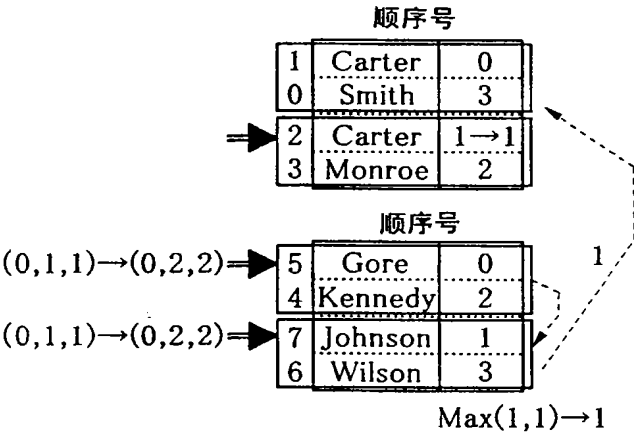 顺序号
1 Carter 0
0 Smith 3
2 Carter 1→1
3 Monroe 2
顺序号
(0,1,1)→(0,2,2) 5 Gore 0
1
4 Kennedy 2
(0,1,1)→(0,2,2) 7 Johnson 1
6 Wilson 3
Max(1,1)→1